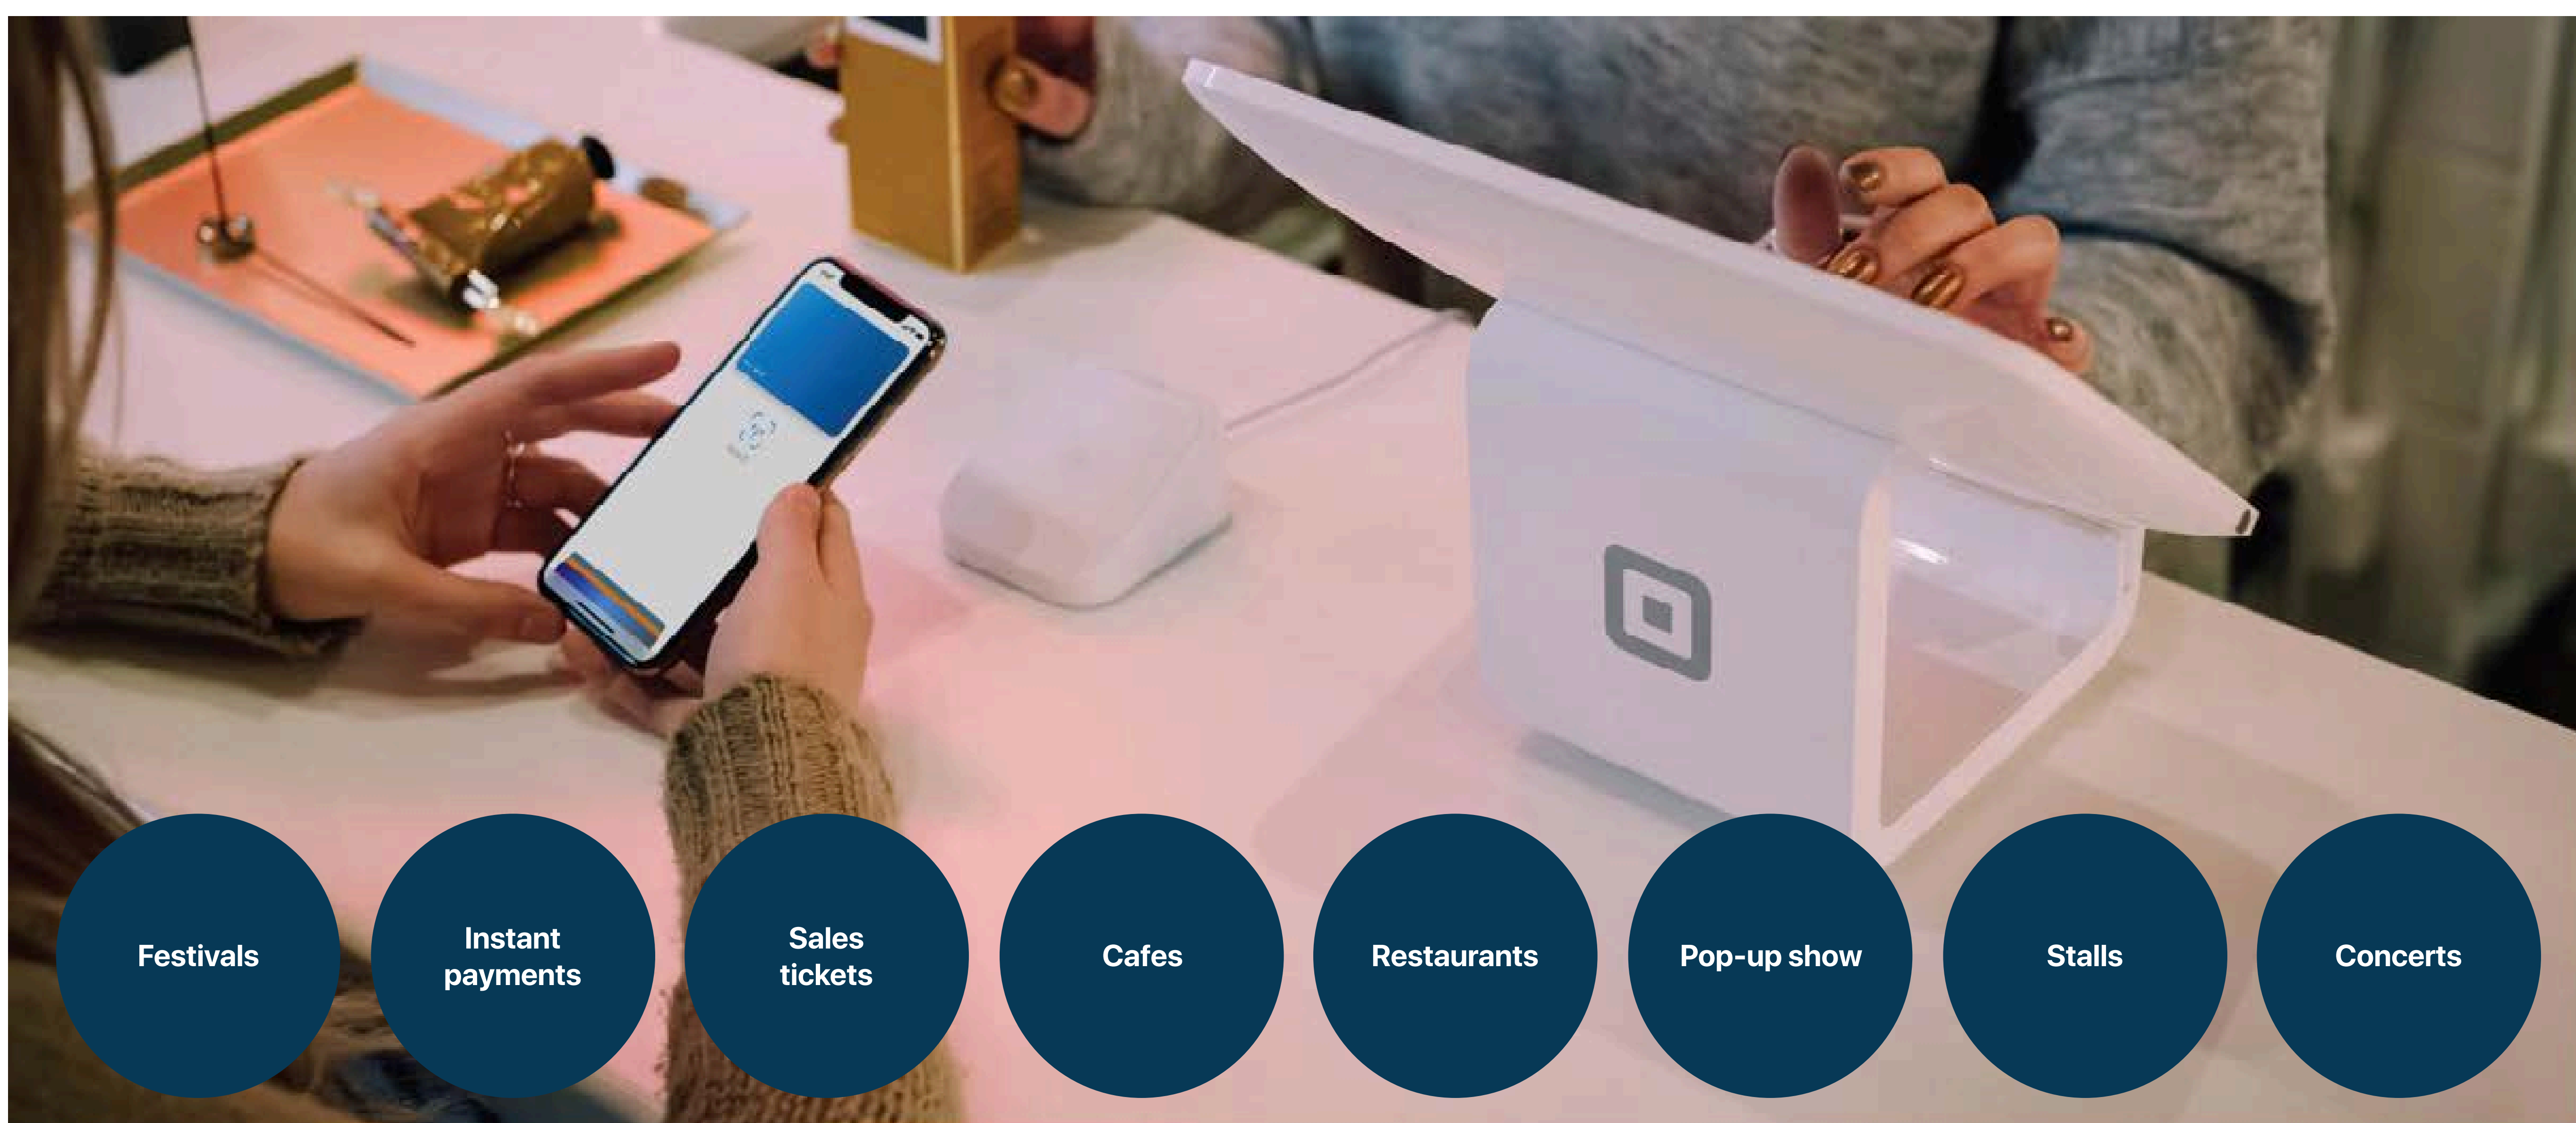 Festivals
Instant
payments
Sales
tickets
Cafes
Restaurants
Pop-up show
Stalls
Concerts